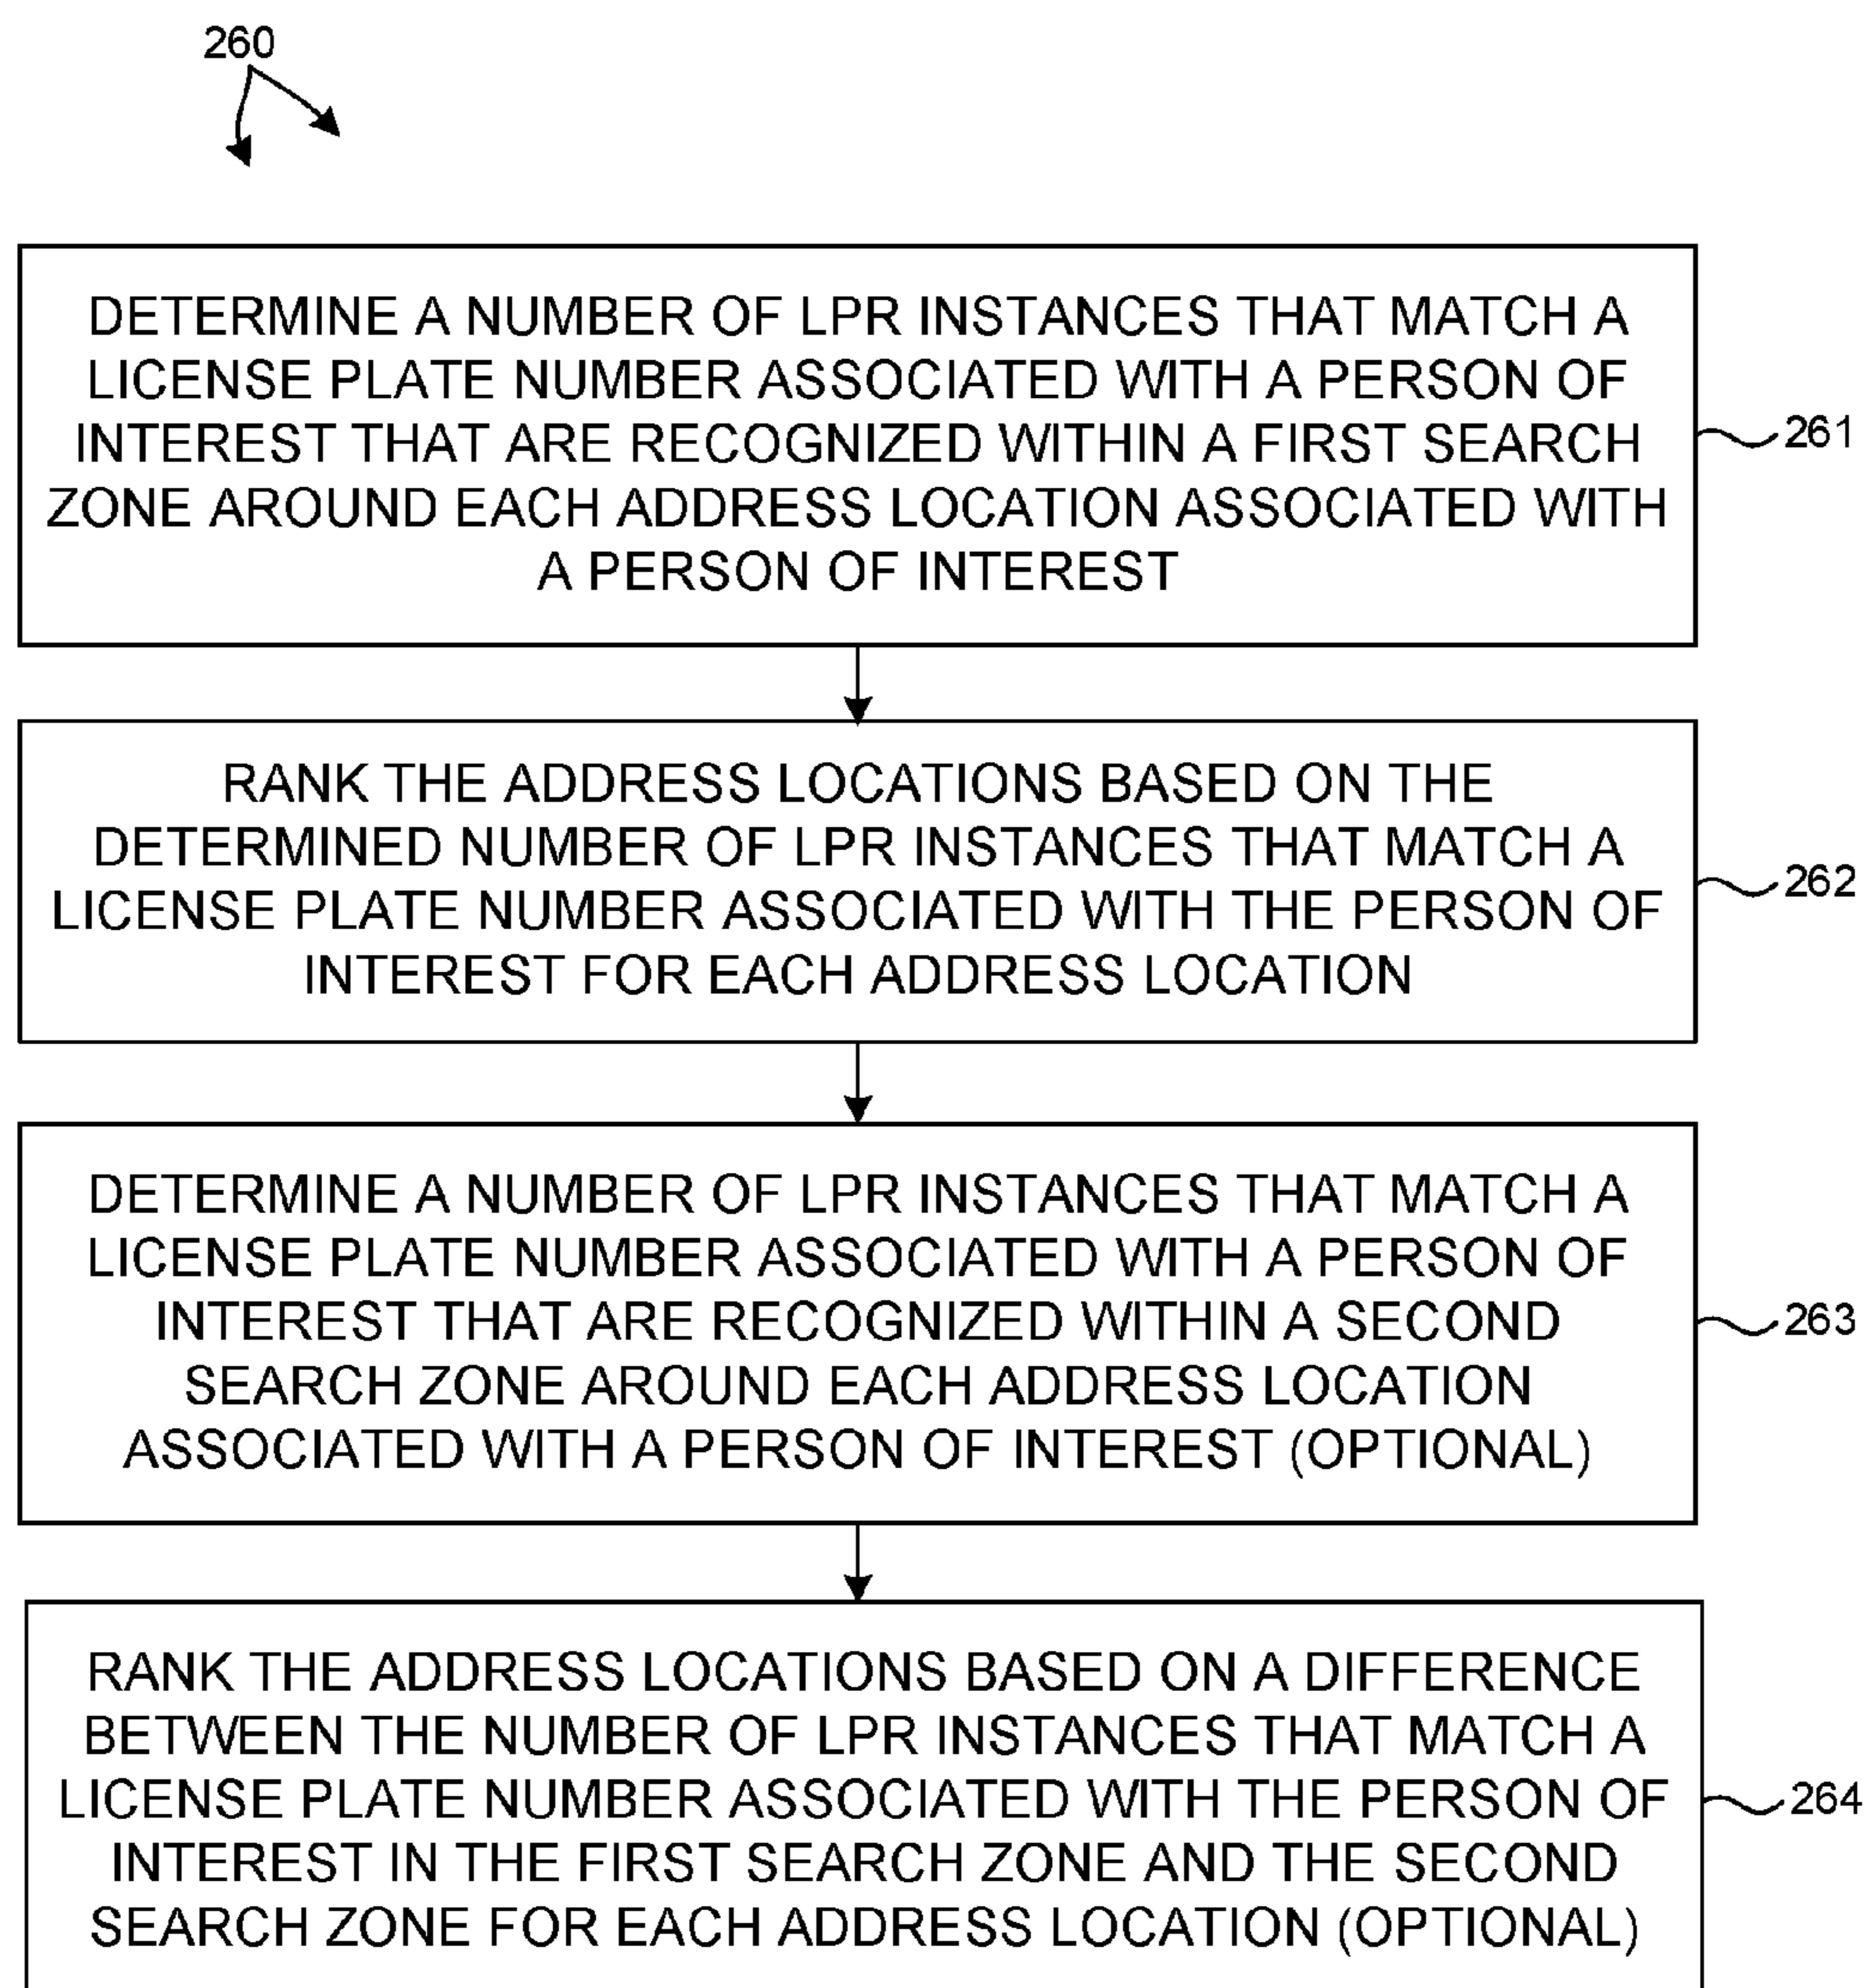 260
DETERMINE A NUMBER OF LPR INSTANCES THAT MATCH A
LICENSE PLATE NUMBER ASSOCIATED WITH A PERSON OF
INTEREST THAT ARE RECOGNIZED WITHIN A FIRST SEARCH
ZONE AROUND EACH ADDRESS LOCATION ASSOCIATED WITH
A PERSON OF INTEREST
261
RANK THE ADDRESS LOCATIONS BASED ON THE
DETERMINED NUMBER OF LPR INSTANCES THAT MATCH A
LICENSE PLATE NUMBER ASSOCIATED WITH THE PERSON OF
INTEREST FOR EACH ADDRESS LOCATION
262
DETERMINE A NUMBER OF LPR INSTANCES THAT MATCH A
LICENSE PLATE NUMBER ASSOCIATED WITH A PERSON OF
INTEREST THAT ARE RECOGNIZED WITHIN A SECOND
SEARCH ZONE AROUND EACH ADDRESS LOCATION
ASSOCIATED WITH A PERSON OF INTEREST (OPTIONAL)
263
RANK THE ADDRESS LOCATIONS BASED ON A DIFFERENCE
BETWEEN THE NUMBER OF LPR INSTANCES THAT MATCH A
LICENSE PLATE NUMBER ASSOCIATED WITH THE PERSON OF
INTEREST IN THE FIRST SEARCH ZONE AND THE SECOND
SEARCH ZONE FOR EACH ADDRESS LOCATION (OPTIONAL)
264